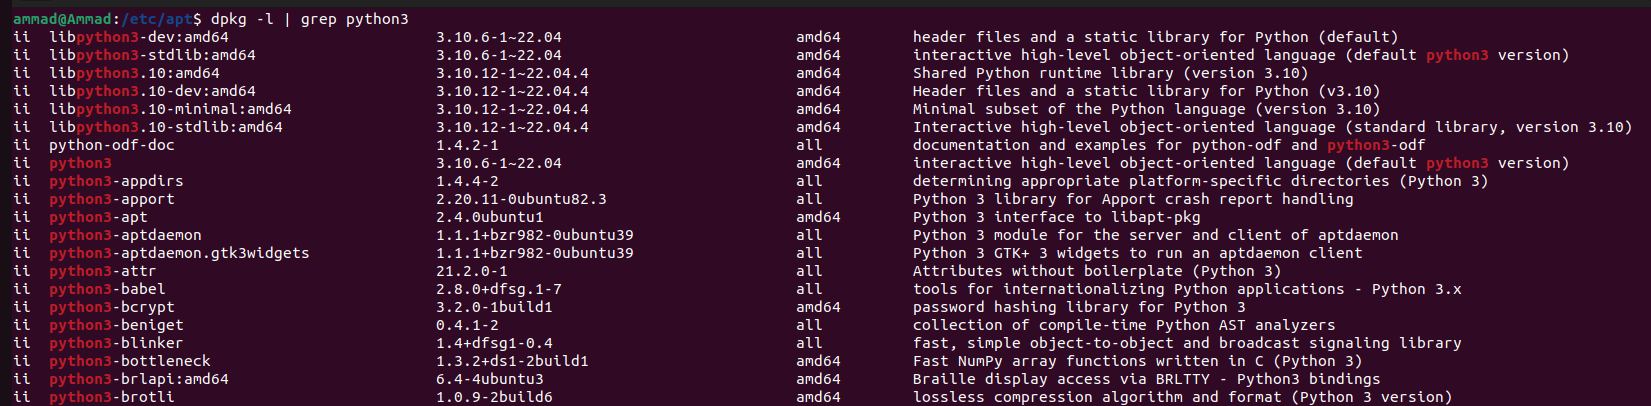 ammad@Ammad:/etc/apt$ dpkg -l | grep python3
ii  libpython3-dev:amd64  3.10.6-1~22.04  amd64  header files and a static library for Python (default)
ii  libpython3-stdlib:amd64  3.10.6-1~22.04  amd64  interactive high-level object-oriented language (default python3 version)
ii  libpython3.10:amd64  3.10.12-1~22.04.4  amd64  Shared Python runtime library (version 3.10)
ii  libpython3.10-dev:amd64  3.10.12-1~22.04.4  amd64  Header files and a static library for Python (v3.10)
ii  libpython3.10-minimal:amd64  3.10.12-1~22.04.4  amd64  Minimal subset of the Python language (version 3.10)
ii  libpython3.10-stdlib:amd64  3.10.12-1~22.04.4  amd64  Interactive high-level object-oriented language (standard library, version 3.10)
ii  python-odf-doc  1.4.2-1  all  documentation and examples for python-odf and python3-odf
ii  python3  3.10.6-1~22.04  amd64  interactive high-level object-oriented language (default python3 version)
ii  python3-appdirs  1.4.4-2  all  determining appropriate platform-specific directories (Python 3)
ii  python3-apport  2.20.11-0ubuntu82.3  all  Python 3 library for Apport crash report handling
ii  python3-apt  2.4.0ubuntu1  amd64  Python 3 interface to libapt-pkg
ii  python3-aptdaemon  1.1.1+bzr982-0ubuntu39  all  Python 3 module for the server and client of aptdaemon
ii  python3-aptdaemon.gtk3widgets  1.1.1+bzr982-0ubuntu39  all  Python 3 GTK+ 3 widgets to run an aptdaemon client
ii  python3-attr  21.2.0-1  all  Attributes without boilerplate (Python 3)
ii  python3-babel  2.8.0+dfsg.1-7  all  tools for internationalizing Python applications - Python 3.x
ii  python3-bcrypt  3.2.0-1build1  amd64  password hashing library for Python 3
ii  python3-beniget  0.4.1-2  all  collection of compile-time Python AST analyzers
ii  python3-blinker  1.4+dfsg1-0.4  all  fast, simple object-to-object and broadcast signaling library
ii  python3-bottleneck  1.3.2+ds1-2build1  amd64  Fast NumPy array functions written in C (Python 3)
ii  python3-brlapi:amd64  6.4-4ubuntu3  amd64  Braille display access via BRLTTY - Python3 bindings
ii  python3-brotli  1.0.9-2build6  amd64  lossless compression algorithm and format (Python 3 version)